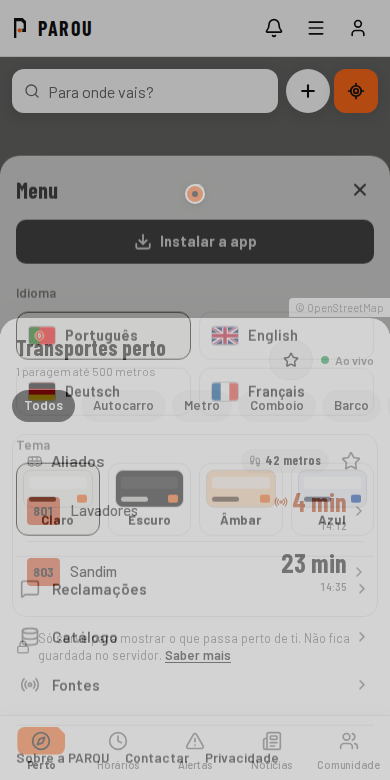 PAROU
Para onde vais?
Menu
Instalar a app
Idioma
© OpenStreetMap
Português
English
Transportes perto
Ao vivo
1 paragem até 500 metros
Deutsch
Français
Todos
Autocarro
Metro
Comboio
Barco
Tema
Aliados
42 metros
801
Lavadores
4 min
14:12
Claro
Escuro
Âmbar
Azul
803
Sandim
23 min
14:35
Reclamações
Catálogo
mostrar o que passa perto de ti. Não fica
guardada no servidor. Saber mais
Fontes
Perto
Horários
Alertas
Notícias
Comunidade
Sobre a PAROU
Contactar
Privacidade